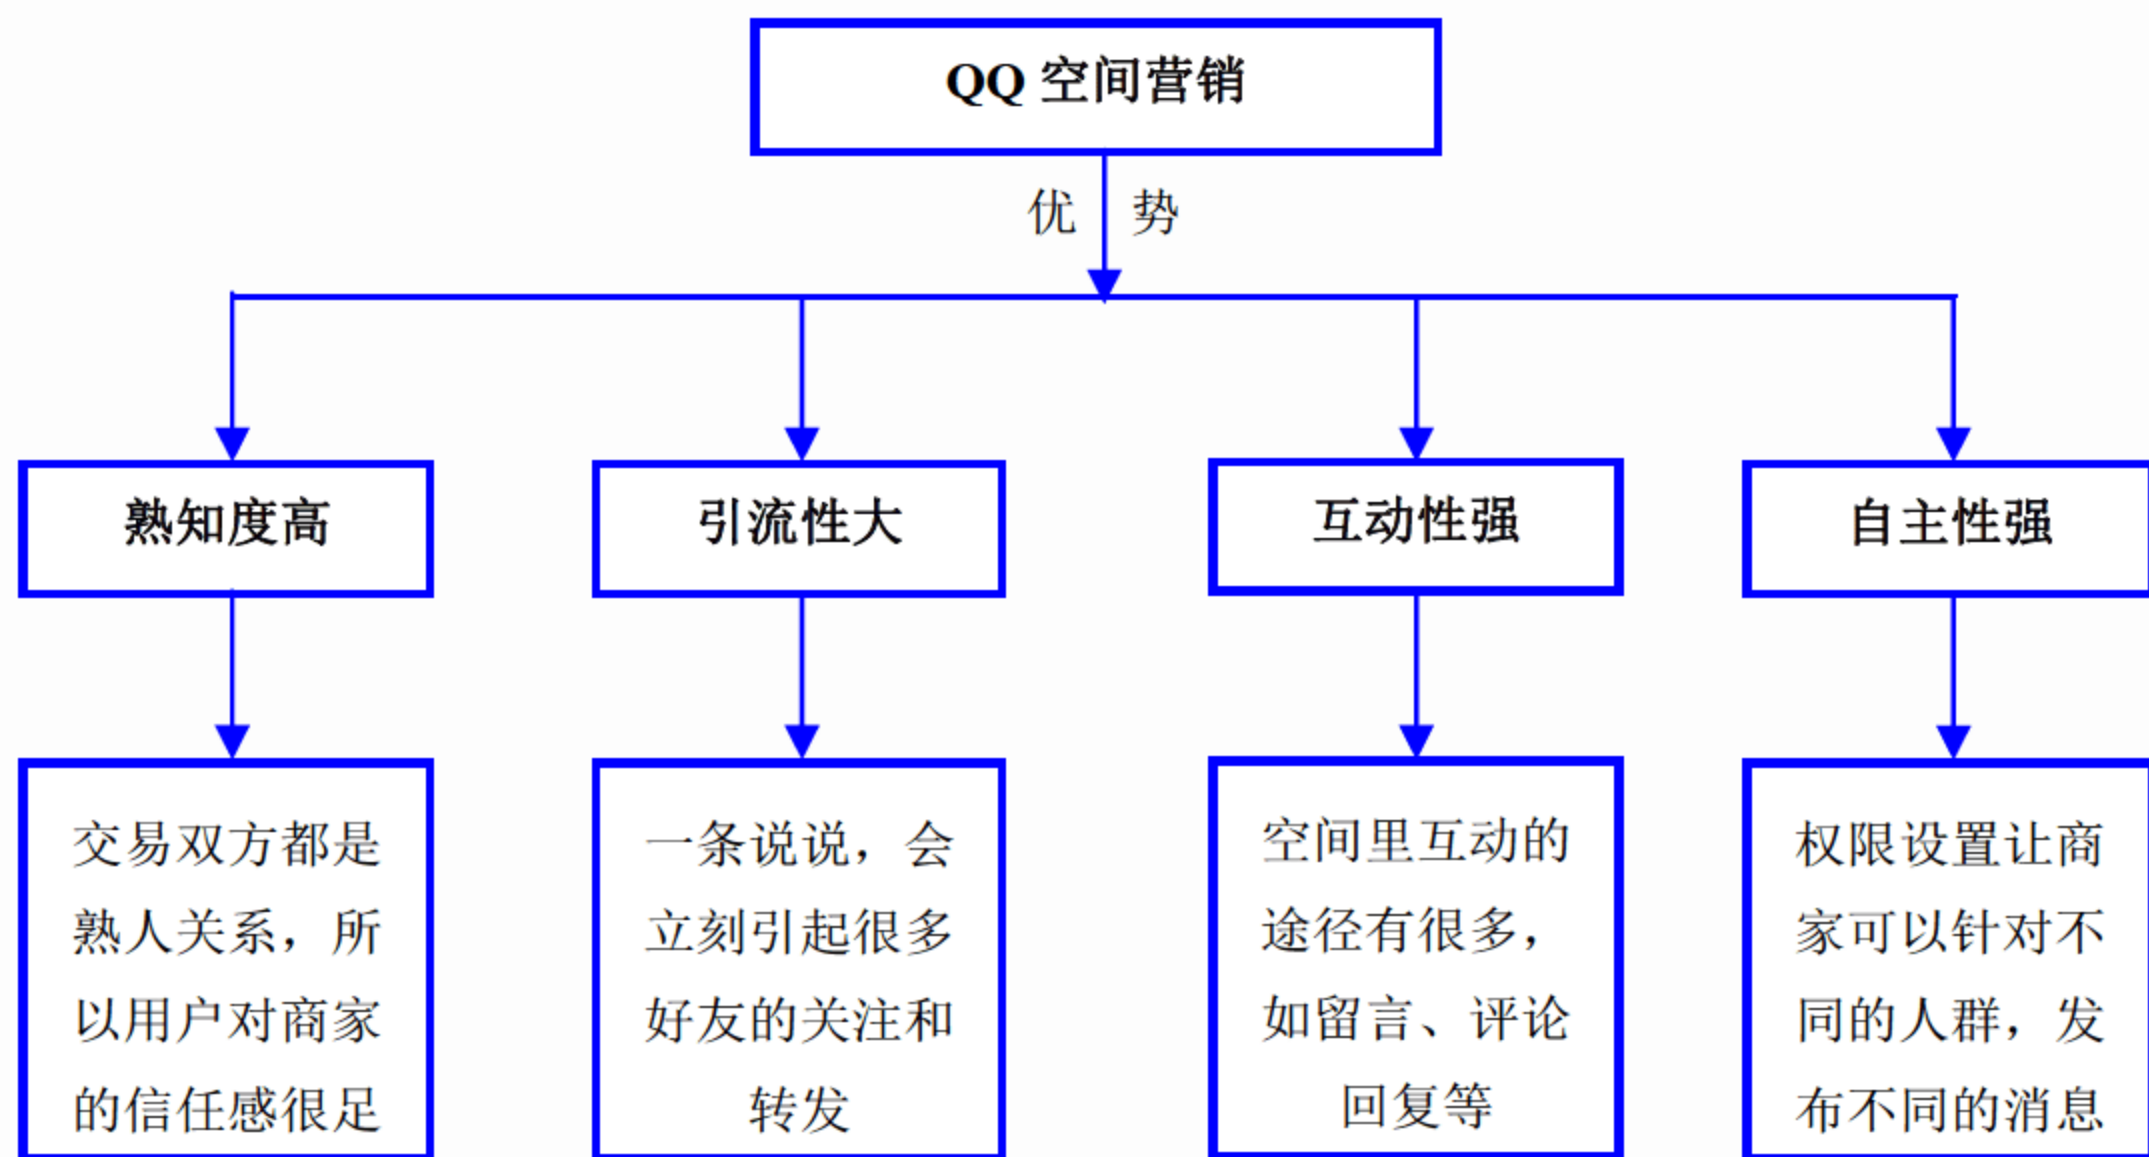 QQ 空间营销
优 势
熟知度高
引流性大
互动性强
自主性强
交易双方都是
熟人关系，所
以用户对商家
的信任感很足
一条说说，会
立刻引起很多
好友的关注和
转发
空间里互动的
途径有很多，
如留言、评论
回复等
权限设置让商
家可以针对不
同的人群，发
布不同的消息